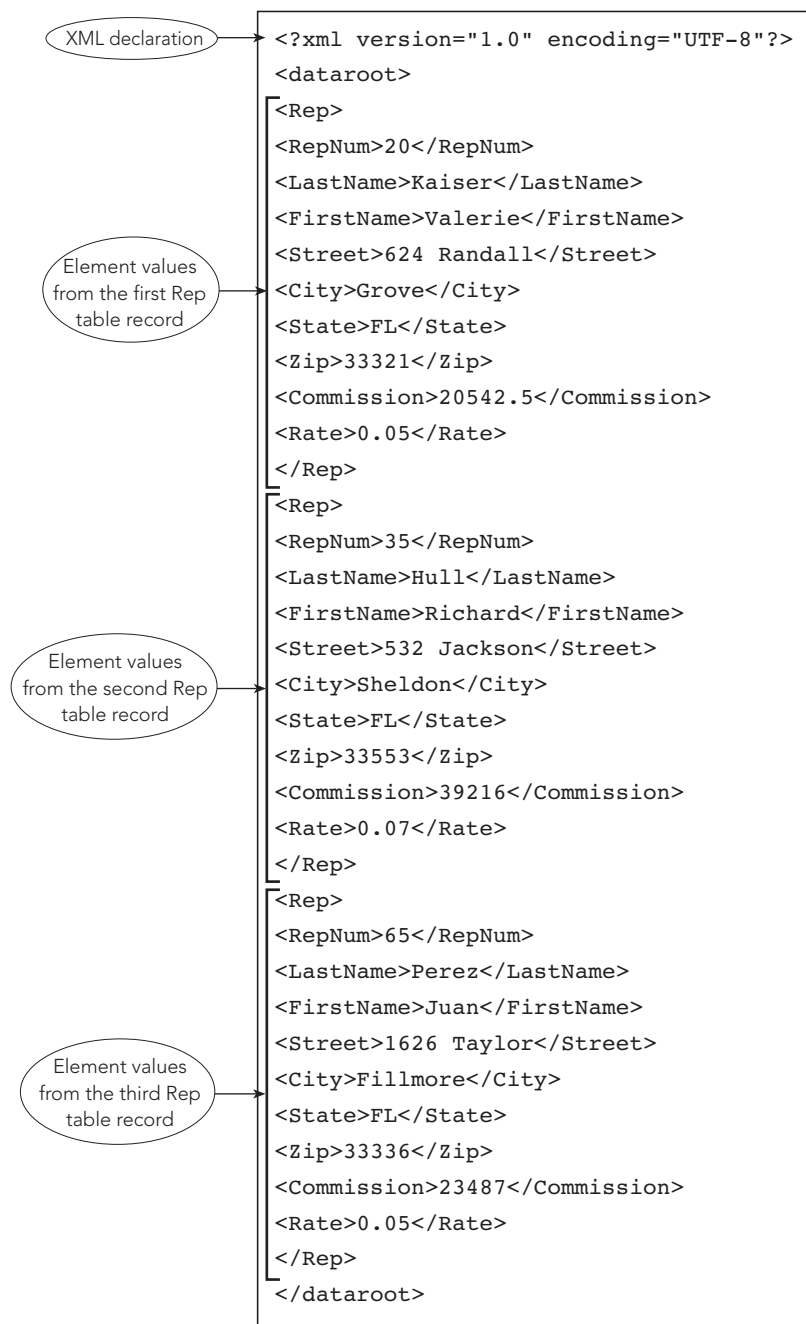 XML declaration
<?xml version="1.0" encoding="UTF-8"?>
<dataroot>
<Rep>
<RepNum>20</RepNum>
<LastName>Kaiser</LastName>
<FirstName>Valerie</FirstName>
<Street>624 Randall</Street>
Element values
from the first Rep
table record
<City>Grove</City>
<State>FL</State>
<Zip>33321</Zip>
<Commission>20542.5</Commission>
<Rate>0.05</Rate>
</Rep>
<Rep>
<RepNum>35</RepNum>
<LastName>Hull</LastName>
<FirstName>Richard</FirstName>
<Street>532 Jackson</Street>
Element values
from the second Rep
table record
<City>Sheldon</City>
<State>FL</State>
<Zip>33553</Zip>
<Commission>39216</Commission>
<Rate>0.07</Rate>
</Rep>
<Rep>
<RepNum>65</RepNum>
<LastName>Perez</LastName>
<FirstName>Juan</FirstName>
<Street>1626 Taylor</Street>
Element values
from the third Rep
table record
<City>Fillmore</City>
<State>FL</State>
<Zip>33336</Zip>
<Commission>23487</Commission>
<Rate>0.05</Rate>
</Rep>
</dataroot>